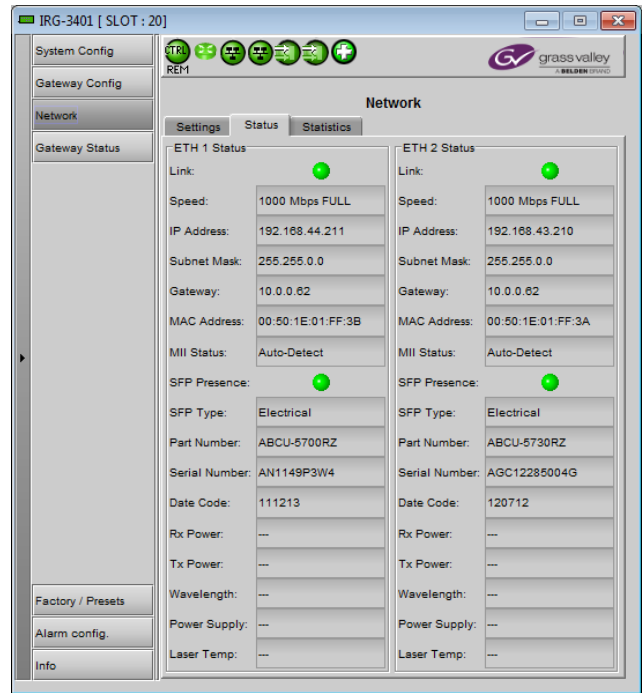 IRG-3401 [ SLOT : 20]
System Config
Gateway Config
Network
Gateway Status
Factory / Presets
Alarm config.
Info
CTRL
REM
GV grass valley
A BELDEN BRAND
Network
Settings Status Statistics
ETH 1 Status
Link:
Speed: 1000 Mbps FULL
IP Address: 192.168.44.211
Subnet Mask: 255.255.0.0
Gateway: 10.0.0.62
MAC Address: 00:50:1E:01:FF:3B
MII Status: Auto-Detect
SFP Presence:
SFP Type: Electrical
Part Number: ABCU-5700RZ
Serial Number: AN1149P3W4
Date Code: 111213
Rx Power: ---
Tx Power: ---
Wavelength: ---
Power Supply: ---
Laser Temp: ---
ETH 2 Status
Link:
Speed: 1000 Mbps FULL
IP Address: 192.168.43.210
Subnet Mask: 255.255.0.0
Gateway: 10.0.0.62
MAC Address: 00:50:1E:01:FF:3A
MII Status: Auto-Detect
SFP Presence:
SFP Type: Electrical
Part Number: ABCU-5730RZ
Serial Number: AGC12285004G
Date Code: 120712
Rx Power: ---
Tx Power: ---
Wavelength: ---
Power Supply: ---
Laser Temp: ---